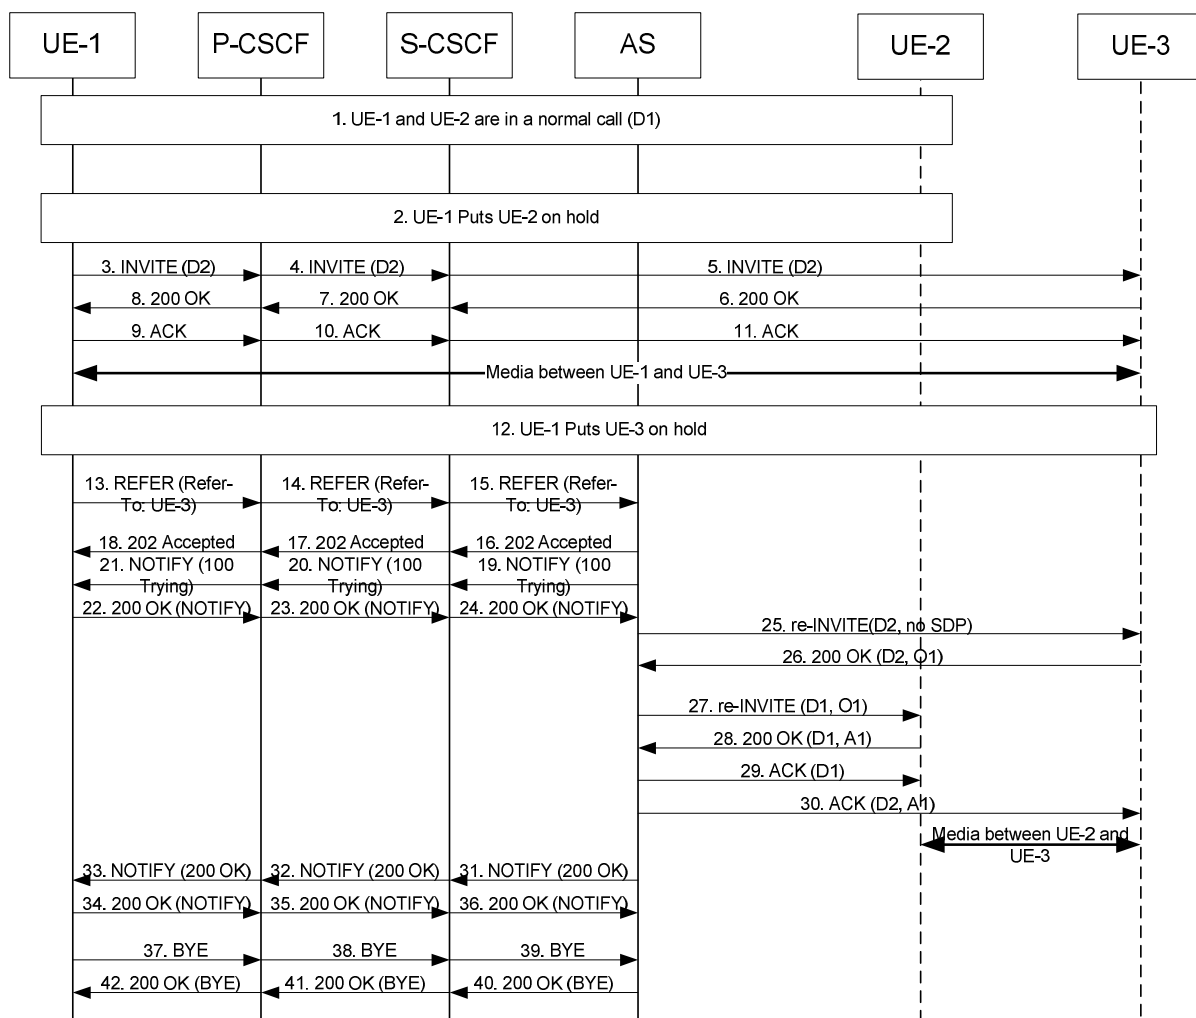 UE-1 P-CSCF S-CSCF AS UE-2 UE-3
1. UE-1 and UE-2 are in a normal call (D1)
2. UE-1 Puts UE-2 on hold
3. INVITE (D2) 4. INVITE (D2) 5. INVITE (D2)
8. 200 OK 7. 200 OK 6. 200 OK
9. ACK 10. ACK 11. ACK
Media between UE-1 and UE-3
12. UE-1 Puts UE-3 on hold
13. REFER (Refer-
To: UE-3)
14. REFER (Refer-
To: UE-3)
15. REFER (Refer-
To: UE-3)
18. 202 Accepted 17. 202 Accepted 16. 202 Accepted
21. NOTIFY (100
Trying)
20. NOTIFY (100
Trying)
19. NOTIFY (100
Trying)
22. 200 OK (NOTIFY) 23. 200 OK (NOTIFY) 24. 200 OK (NOTIFY)
25. re-INVITE(D2, no SDP)
26. 200 OK (D2, O1)
27. re-INVITE (D1, O1)
28. 200 OK (D1, A1)
29. ACK (D1)
30. ACK (D2, A1)
Media between UE-2 and
UE-3
33. NOTIFY (200 OK) 32. NOTIFY (200 OK) 31. NOTIFY (200 OK)
34. 200 OK (NOTIFY) 35. 200 OK (NOTIFY) 36. 200 OK (NOTIFY)
37. BYE 38. BYE 39. BYE
42. 200 OK (BYE) 41. 200 OK (BYE) 40. 200 OK (BYE)